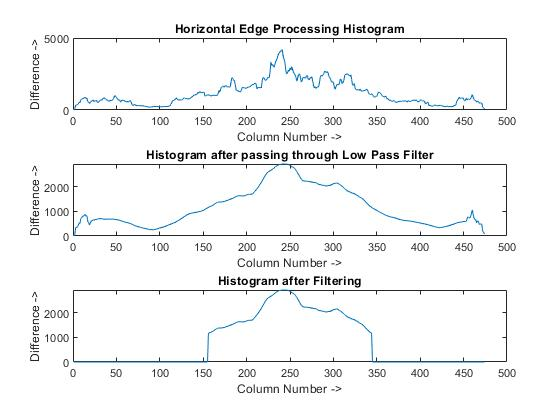 Horizontal Edge Processing Histogram
5000
0
Difference ->
0 50 100 150 200 250 300 350 400 450 500
Column Number ->
Histogram after passing through Low Pass Filter
2000
1000
0
Difference ->
0 50 100 150 200 250 300 350 400 450 500
Column Number ->
Histogram after Filtering
2000
1000
0
Difference ->
0 50 100 150 200 250 300 350 400 450 500
Column Number ->